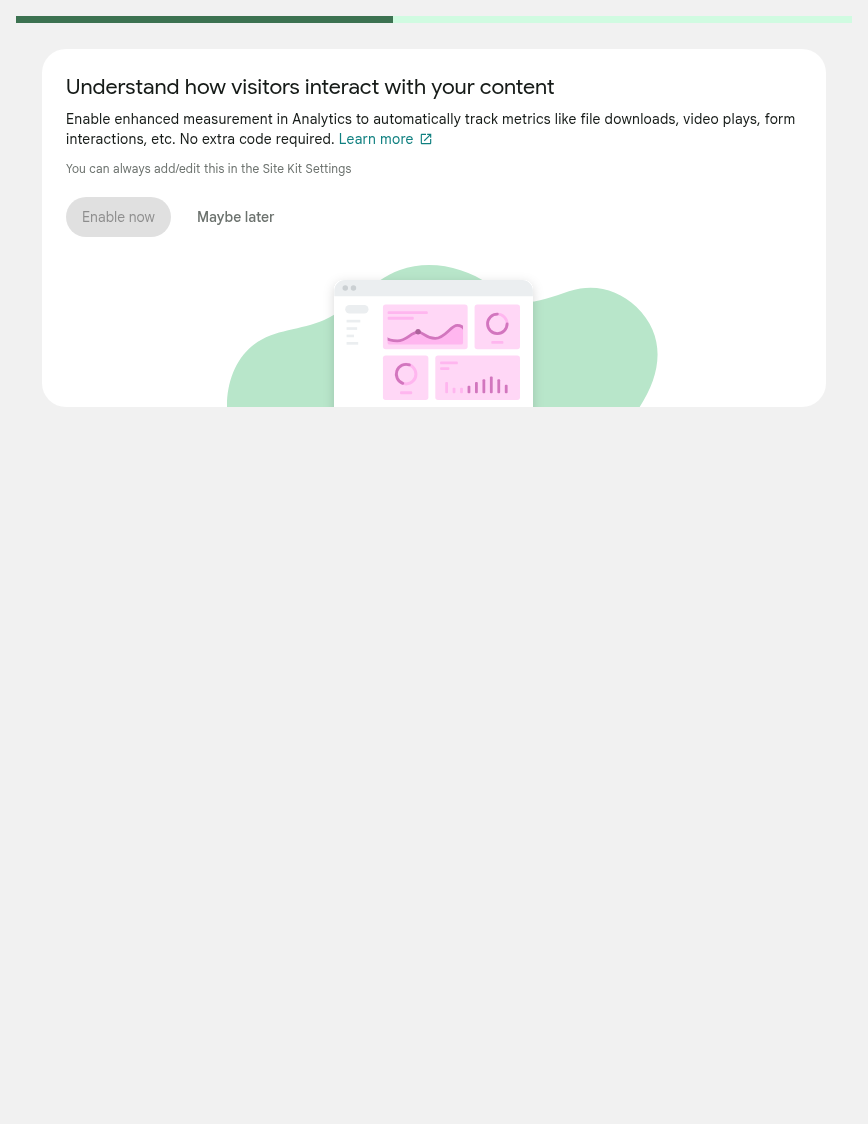 Understand how visitors interact with your content
Enable enhanced measurement in Analytics to automatically track metrics like file downloads, video plays, form
interactions, etc. No extra code required. Learn more
You can always add/edit this in the Site Kit Settings
Enable now Maybe later